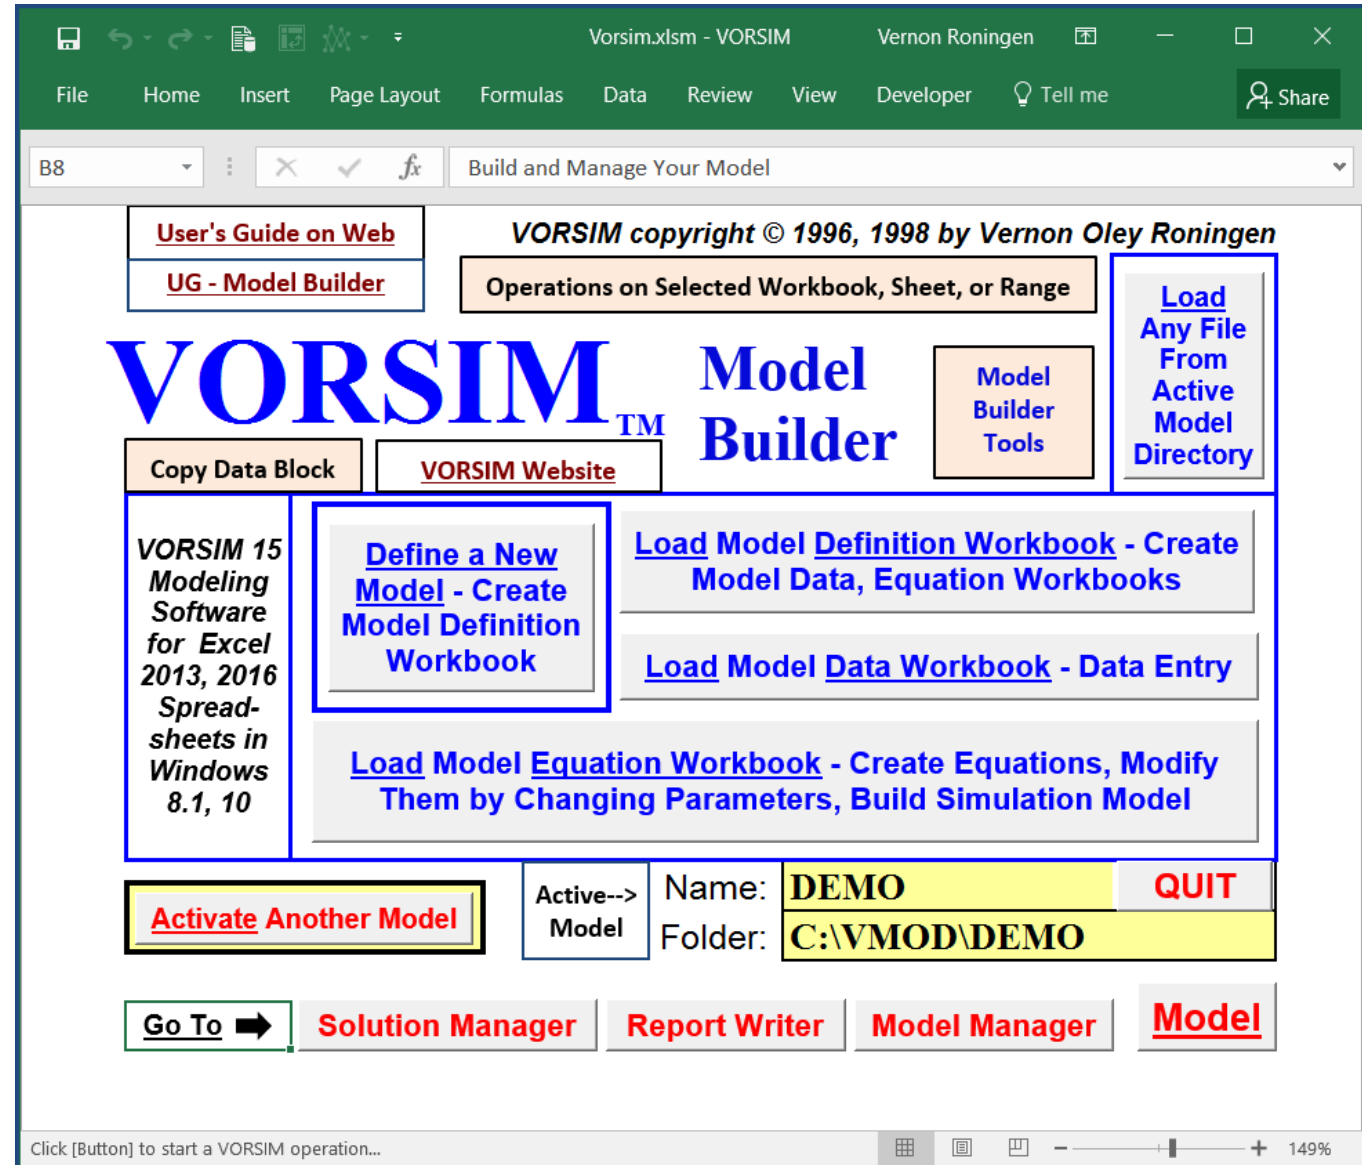 Vorsim.xlsm - VORSIM Vernon Roningen
File Home Insert Page Layout Formulas Data Review View Developer Tell me Share
B8 fx Build and Manage Your Model
User's Guide on Web
VORSIM copyright © 1996, 1998 by Vernon Oley Roningen
UG - Model Builder
Operations on Selected Workbook, Sheet, or Range
Load
Any File
From
Active
Model
Directory
VORSIM TM
Model
Builder
Model
Builder
Tools
Copy Data Block
VORSIM Website
VORSIM 15
Modeling
Software
for Excel
2013, 2016
Spread-
sheets in
Windows
8.1, 10
Define a New
Model - Create
Model Definition
Workbook
Load Model Definition Workbook - Create
Model Data, Equation Workbooks
Load Model Data Workbook - Data Entry
Load Model Equation Workbook - Create Equations, Modify
Them by Changing Parameters, Build Simulation Model
Activate Another Model
Active-->
Model
Name: DEMO
QUIT
Folder: C:\VMOD\DEMO
Go To
Solution Manager
Report Writer
Model Manager
Model
Click [Button] to start a VORSIM operation... 149%